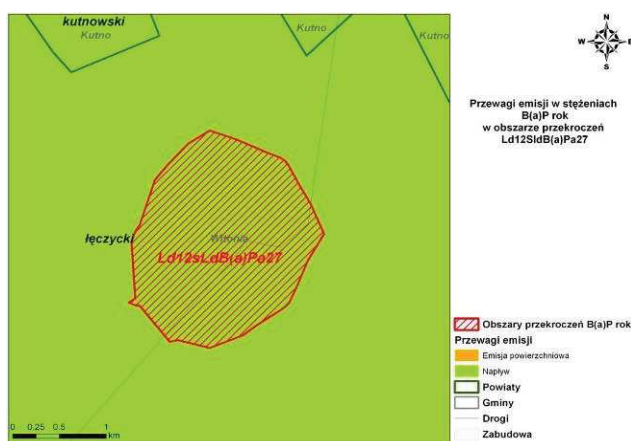 kutnowski
Kutno
Kutno
Kutno
N
W E
S
Przewagi emisji w stężeniach
B(a)P rok
w obszarze przekroczeń
Ld12SldB(a)Pa27
łęczycki
Witonia
Ld12sLdB(a)Pa27
Obszary przekroczeń B(a)P rok
Przewagi emisji
Emisja powierzchniowa
Napływ
Powiaty
Gminy
Drogi
Zabudowa
0 0.25 0.5 1
km